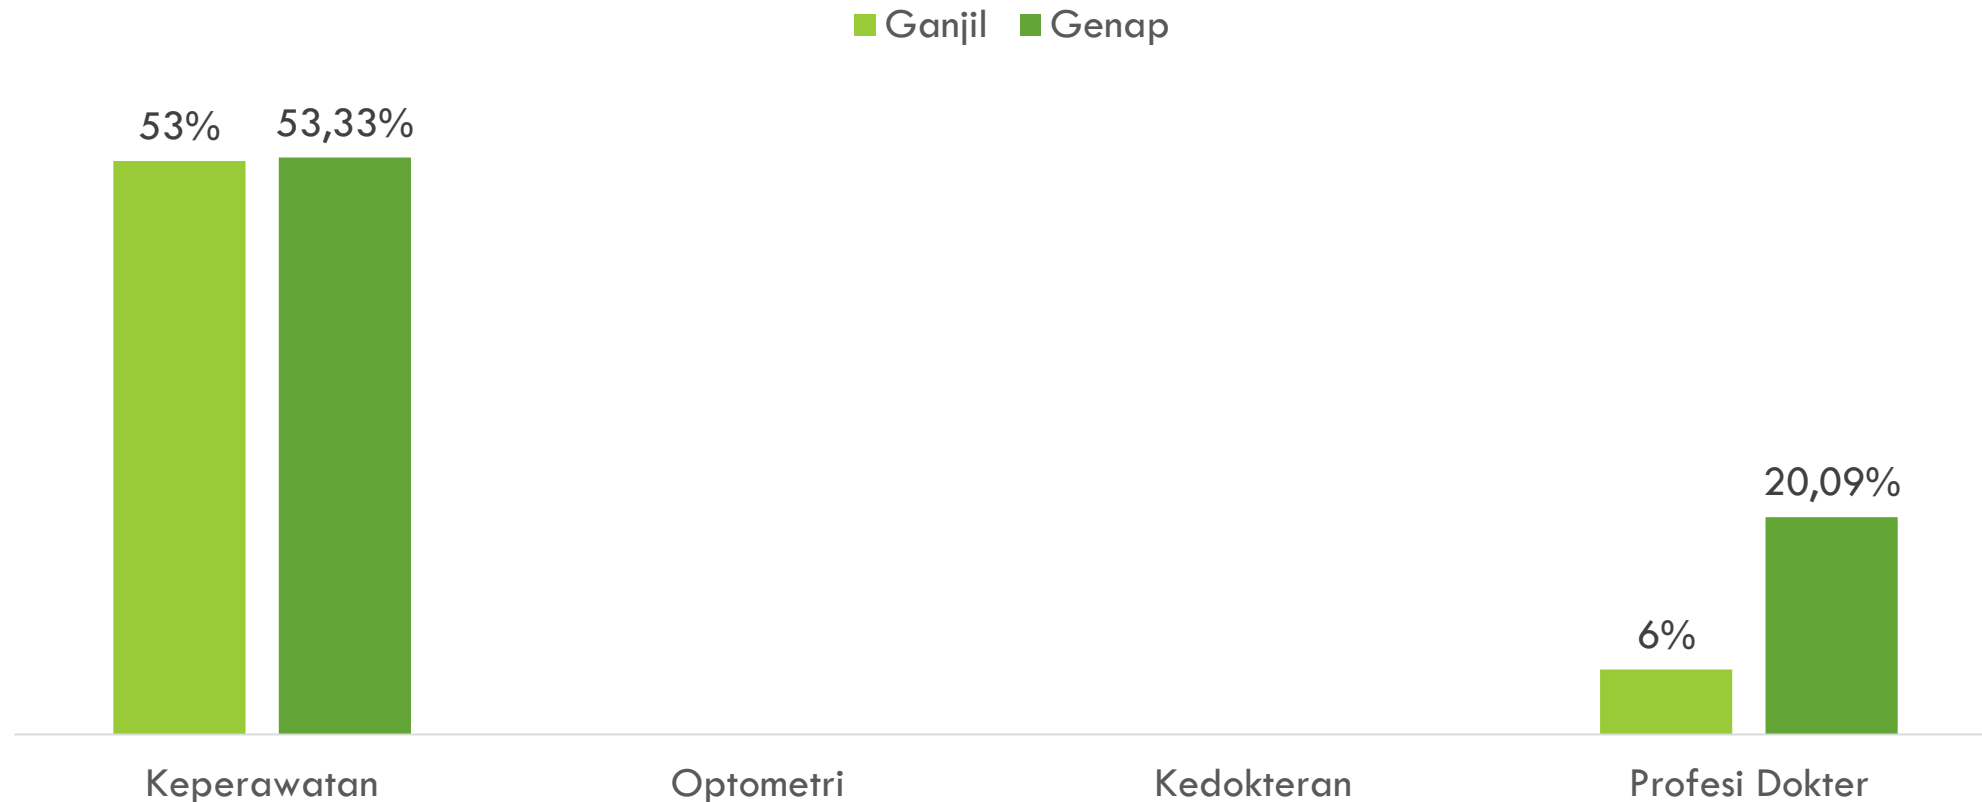 Ganjil Genap
53% 53,33%
20,09%
6%
Keperawatan Optometri Kedokteran Profesi Dokter